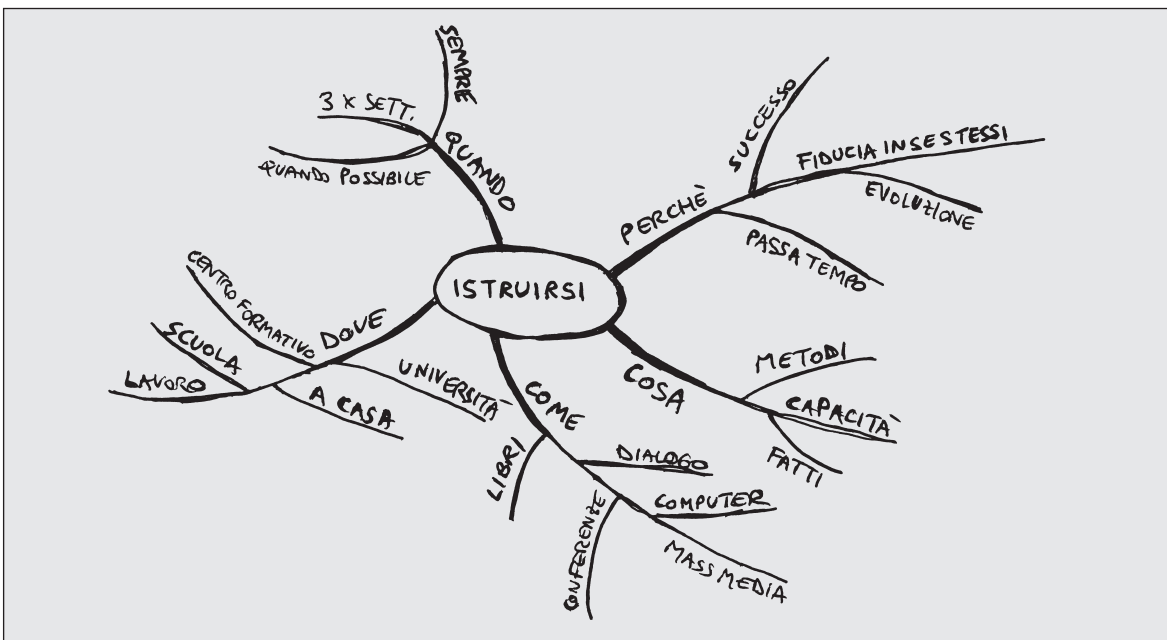 ISTRUIRSI
QUANDO
SEMPRE
3 X SETT.
QUANDO POSSIBILE
PERCHÈ
SUCCESSO
FIDUCIA IN SE STESSI
EVOLUZIONE
PASSA TEMPO
COSA
METODI
CAPACITÀ
FATTI
COME
LIBRI
DIALOGO
CONFERENZE
COMPUTER
MASS MEDIA
DOVE
CENTRO FORMATIVO
SCUOLA
LAVORO
A CASA
UNIVERSITÀ